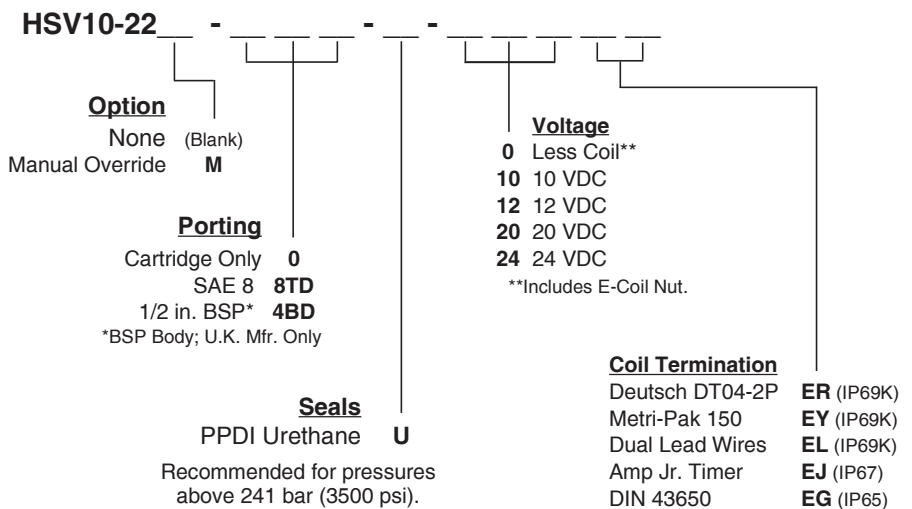 HSV10-22__ - __ __ __ - __ - __ __ __ __ __
Option
None (Blank)
Manual Override M
Porting
Cartridge Only 0
SAE 8 8TD
1/2 in. BSP* 4BD
*BSP Body; U.K. Mfr. Only
Seals
PPDI Urethane U
Recommended for pressures
above 241 bar (3500 psi).
Voltage
0 Less Coil**
10 10 VDC
12 12 VDC
20 20 VDC
24 24 VDC
**Includes E-Coil Nut.
Coil Termination
Deutsch DT04-2P ER (IP69K)
Metri-Pak 150 EY (IP69K)
Dual Lead Wires EL (IP69K)
Amp Jr. Timer EJ (IP67)
DIN 43650 EG (IP65)